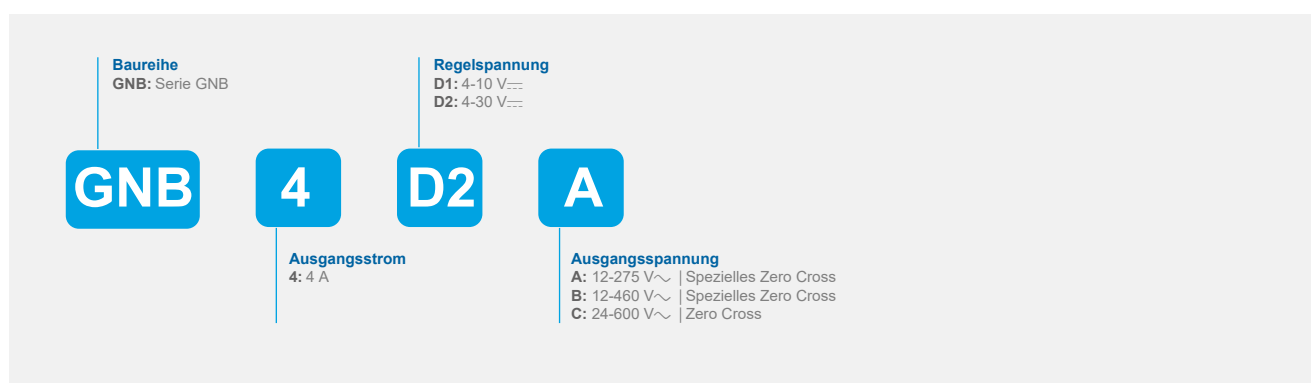 Baureihe
GNB: Serie GNB
Regelspannung
D1: 4-10 V⎓
D2: 4-30 V⎓
GNB 4 D2 A
Ausgangsstrom
4: 4 A
Ausgangsspannung
A: 12-275 V∿ | Spezielles Zero Cross
B: 12-460 V∿ | Spezielles Zero Cross
C: 24-600 V∿ | Zero Cross